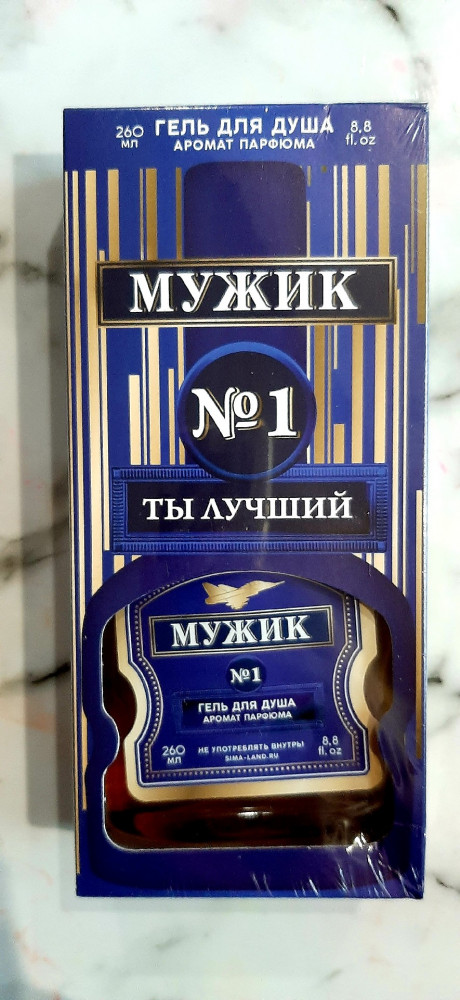 260 ГЕЛЬ ДЛЯ ДУША 8.8
МЛ АРОМАТ ПАРФЮМА fl. oz
МУЖИК
№1
ТЫ ЛУЧШИЙ
МУЖИК
№1
ГЕЛЬ ДЛЯ ДУША
АРОМАТ ПАРФЮМА
260 НЕ УПОТРЕБЛЯТЬ ВНУТРЬ! 8.8
МЛ SIMA-LAND.RU fl. oz